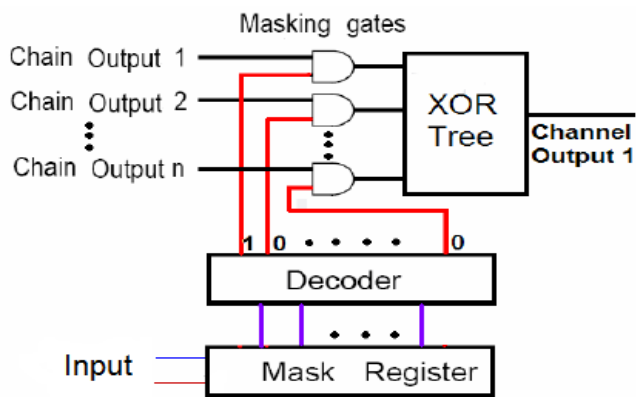 Masking gates
Chain Output 1
Chain Output 2
Chain Output n
XOR
Tree
Channel
Output 1
1 0 0
Decoder
Input
Mask Register